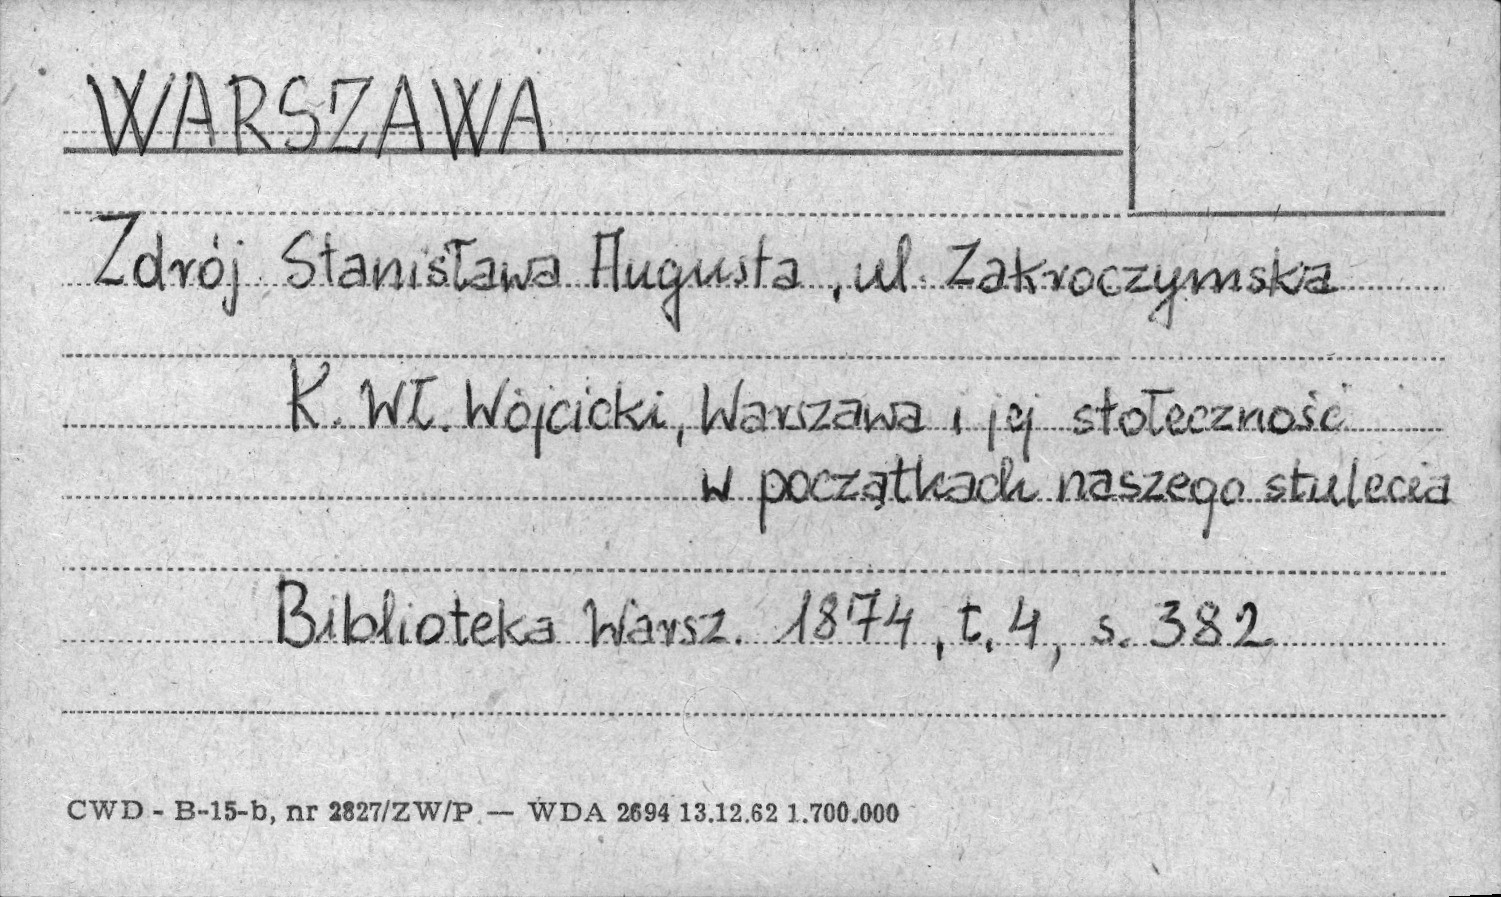 WARSZAWA
Zdrój Stanisława Augusta, ul. Zakroczymska
K. Wł. Wójcicki, Warszawa i jej stołeczność
w początkach naszego stulecia
Biblioteka Warsz. 1874, t. 4, s. 382
CWD - B-15-b, nr 2827/ZW/P — WDA 2694 13.12.62 1.700.000